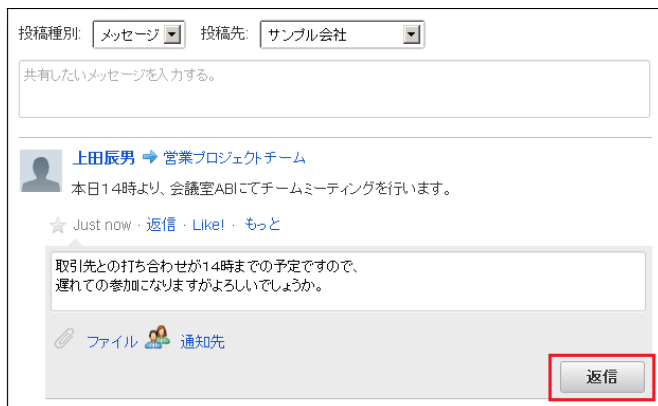 投稿種別: メッセージ 投稿先: サンプル会社
共有したいメッセージを入力する。
上田辰男 ➡ 営業プロジェクトチーム
本日14時より、会議室ABにてチームミーティングを行います。
Just now · 返信 · Like! · もっと
取引先との打ち合わせが14時までの予定ですので、
遅れての参加になりますがよろしいでしょうか。
ファイル 通知先
返信